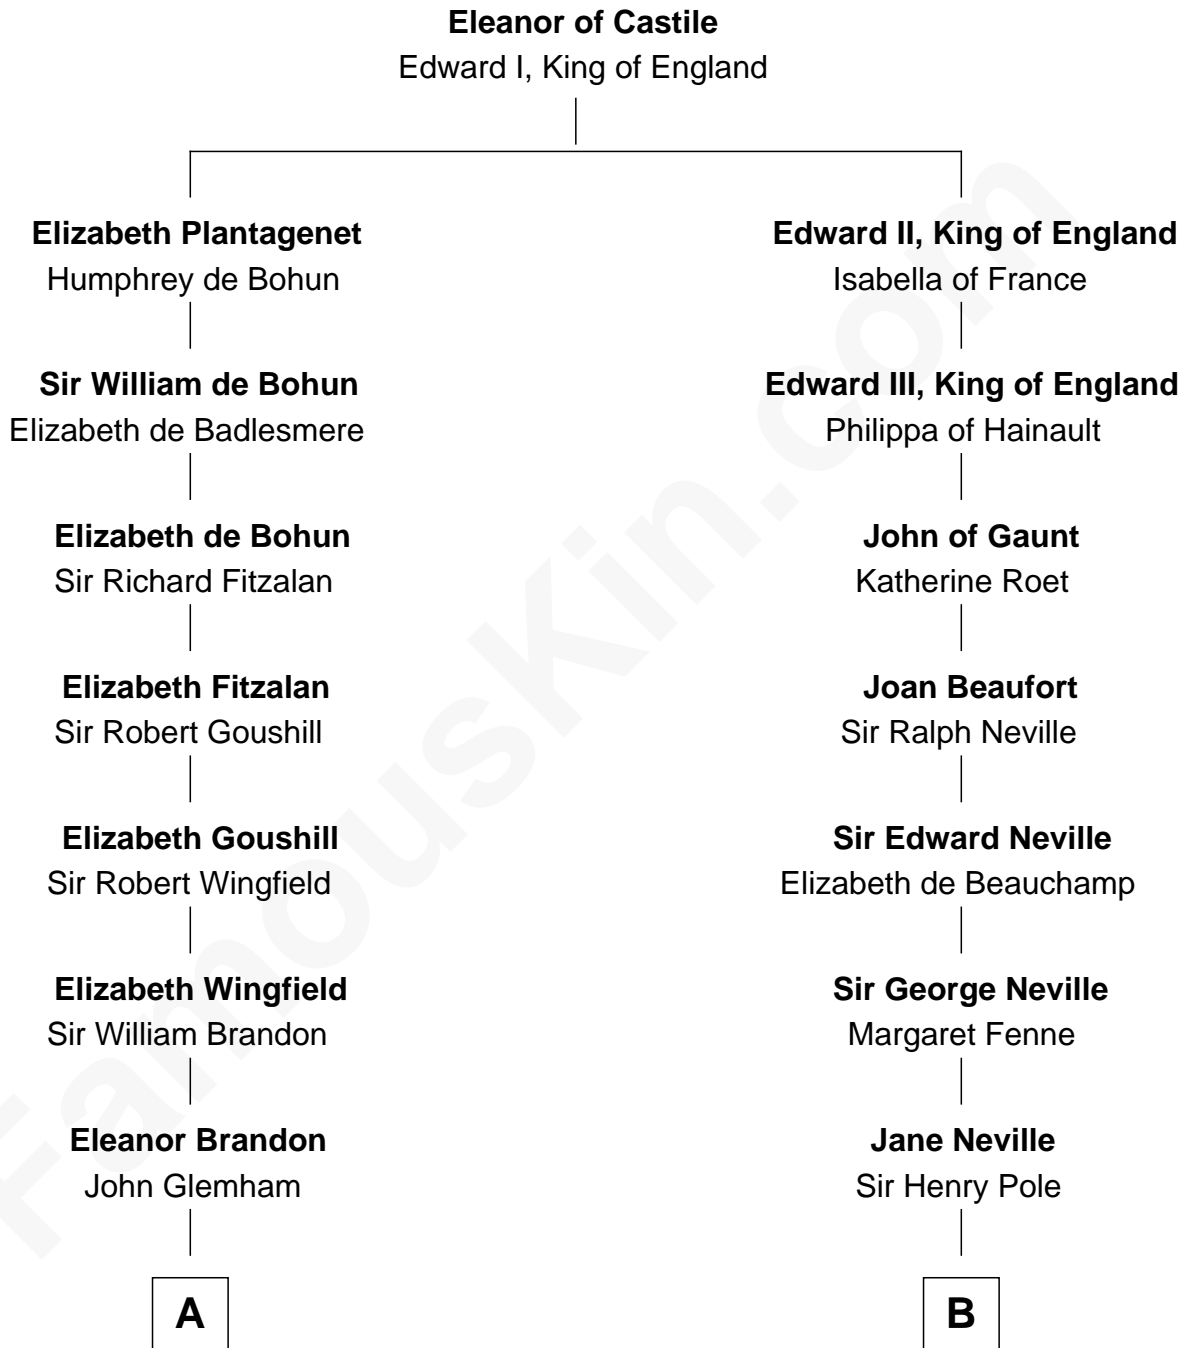 Eleanor of Castile
Edward I, King of England
Elizabeth Plantagenet
Humphrey de Bohun
Edward II, King of England
Isabella of France
Sir William de Bohun
Elizabeth de Badlesmere
Edward III, King of England
Philippa of Hainault
Elizabeth de Bohun
Sir Richard Fitzalan
John of Gaunt
Katherine Roet
Elizabeth Fitzalan
Sir Robert Goushill
Joan Beaufort
Sir Ralph Neville
Elizabeth Goushill
Sir Robert Wingfield
Sir Edward Neville
Elizabeth de Beauchamp
Elizabeth Wingfield
Sir William Brandon
Sir George Neville
Margaret Fenne
Eleanor Brandon
John Glemham
Jane Neville
Sir Henry Pole
A
B
FamousKin.com